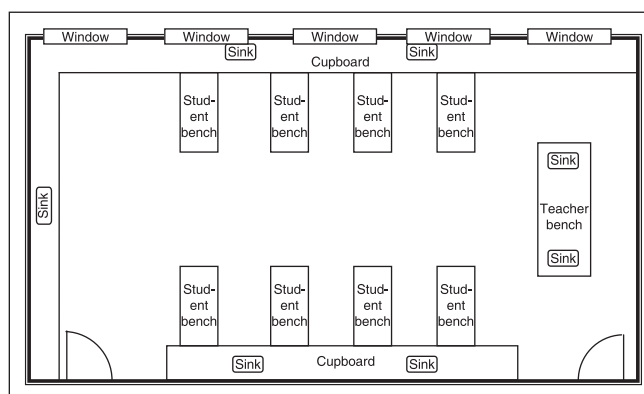 Window Window Window Window Window
Sink Sink
Cupboard
Stud-
ent
bench
Stud-
ent
bench
Stud-
ent
bench
Stud-
ent
bench
Sink
Sink
Teacher
bench
Sink
Stud-
ent
bench
Stud-
ent
bench
Stud-
ent
bench
Stud-
ent
bench
Sink Cupboard Sink